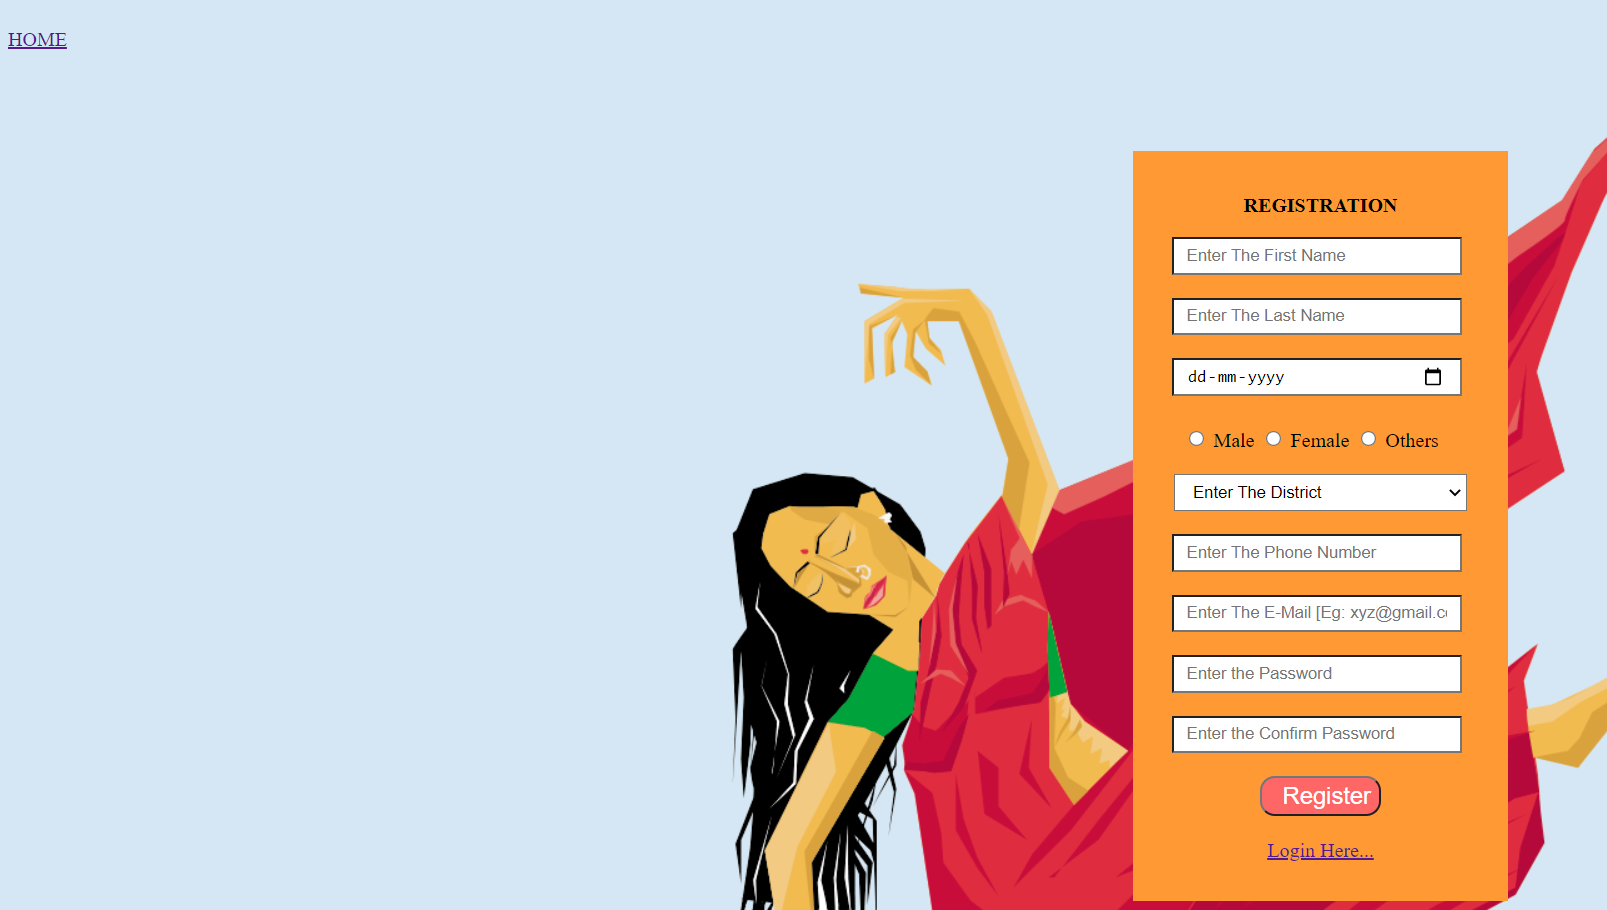 HOME
REGISTRATION
Enter The First Name
Enter The Last Name
dd-mm-yyyy
Male Female Others
Enter The District
Enter The Phone Number
Enter The E-Mail [Eg: xyz@gmail.c
Enter the Password
Enter the Confirm Password
Register
Login Here...